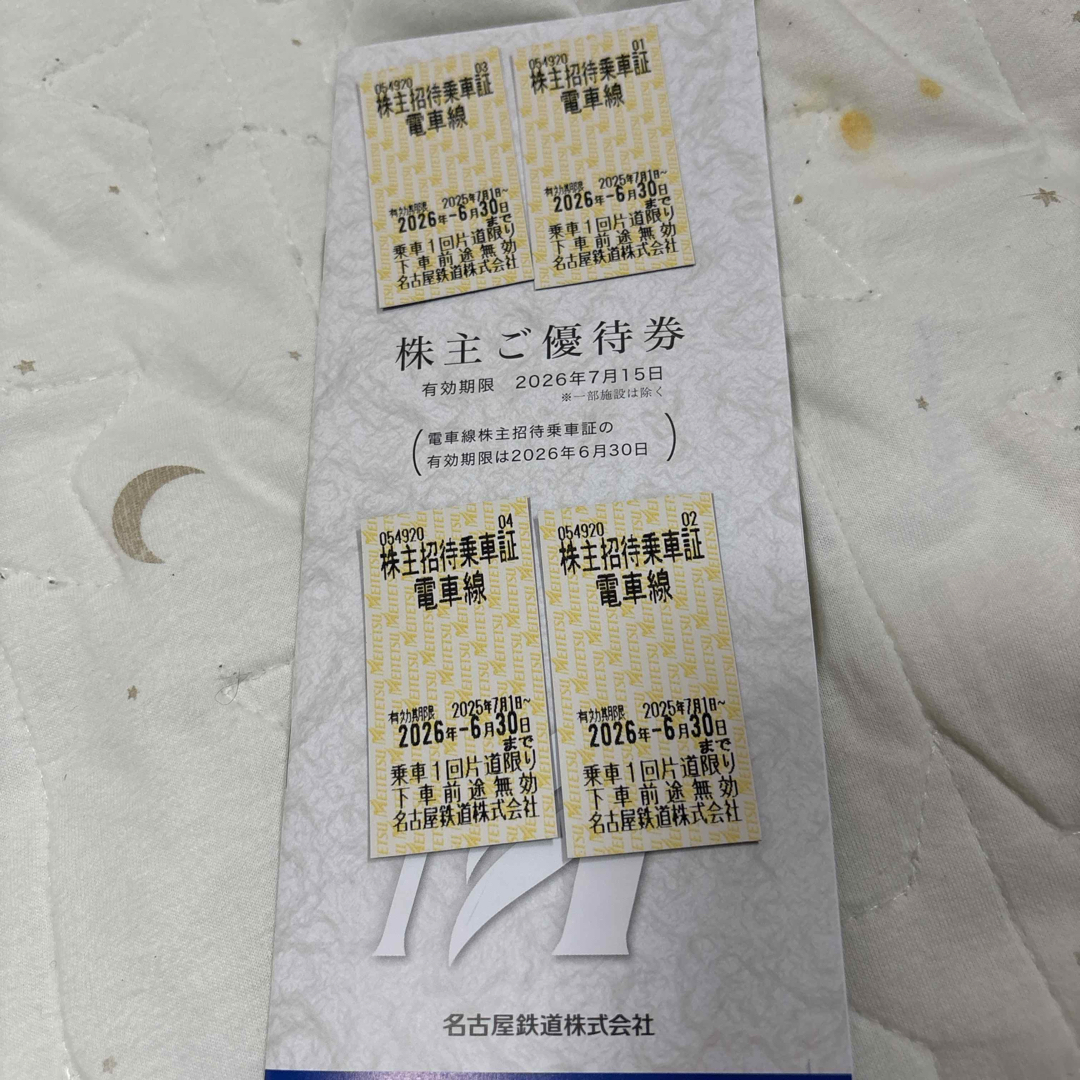 054920 03
株主招待乗車証
電車線
有効期限 2025年7月1日~
2026年-6月30日
まで
乗車1回片道限り
下車前途無効
名古屋鉄道株式会社
054920 01
株主招待乗車証
電車線
有効期限 2025年7月1日~
2026年-6月30日
まで
乗車1回片道限り
下車前途無効
名古屋鉄道株式会社
株主ご優待券
有効期限 2026年7月15日
※一部施設は除く
(電車線株主招待乗車証の
有効期限は2026年6月30日)
054920 04
株主招待乗車証
電車線
有効期限 2025年7月1日~
2026年-6月30日
まで
乗車1回片道限り
下車前途無効
名古屋鉄道株式会社
054920 02
株主招待乗車証
電車線
有効期限 2025年7月1日~
2026年-6月30日
まで
乗車1回片道限り
下車前途無効
名古屋鉄道株式会社
名古屋鉄道株式会社